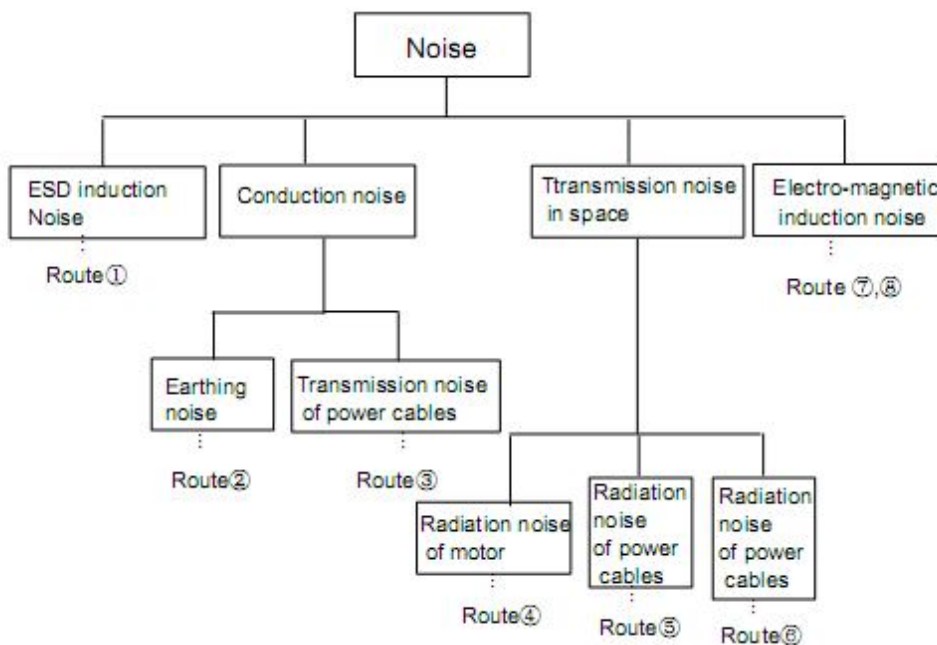 Noise
ESD induction
Noise
Route①
Conduction noise
Ttransmission noise
in space
Electro-magnetic
induction noise
Route ⑦,⑧
Earthing
noise
Route②
Transmission noise
of power cables
Route③
Radiation noise
of motor
Route④
Radiation
noise
of power
cables
Route⑤
Radiation
noise
of power
cables
Route⑥